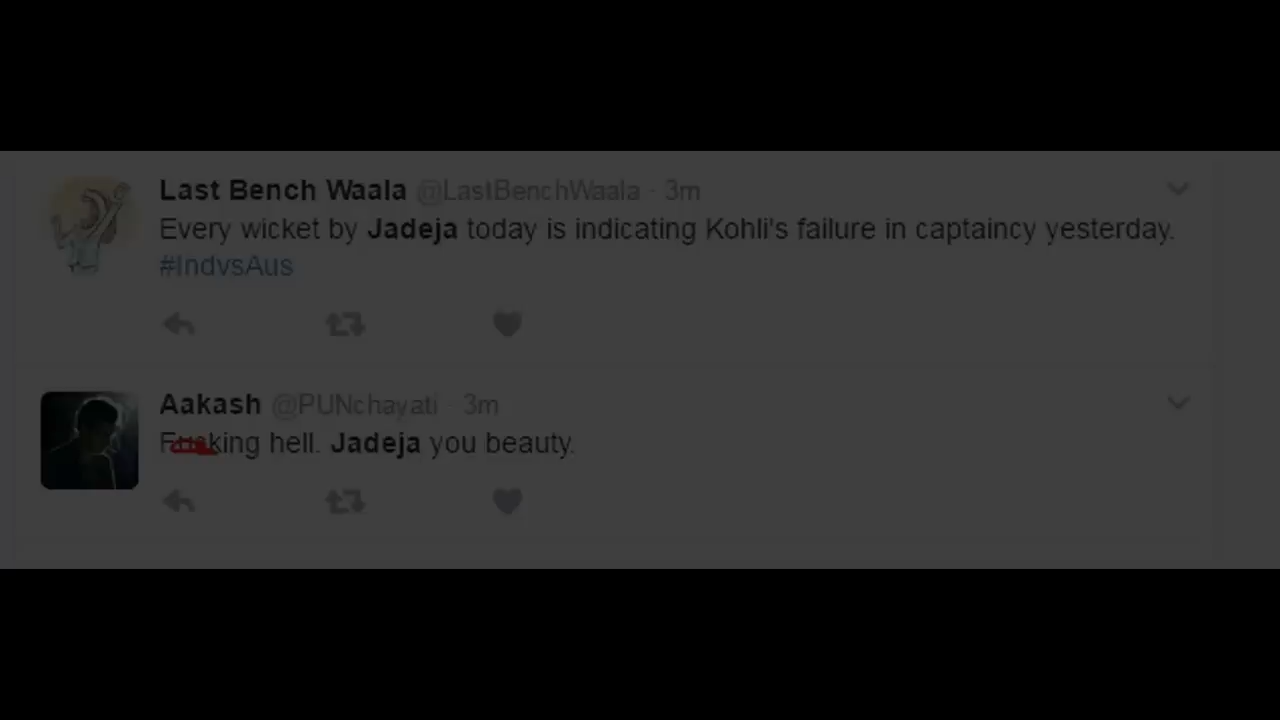 Last Bench Waala @LastBenchWaala · 3m
Every wicket by Jadeja today is indicating Kohli's failure in captaincy yesterday.
#IndvsAus
Aakash @PUNchayati · 3m
Fucking hell. Jadeja you beauty.